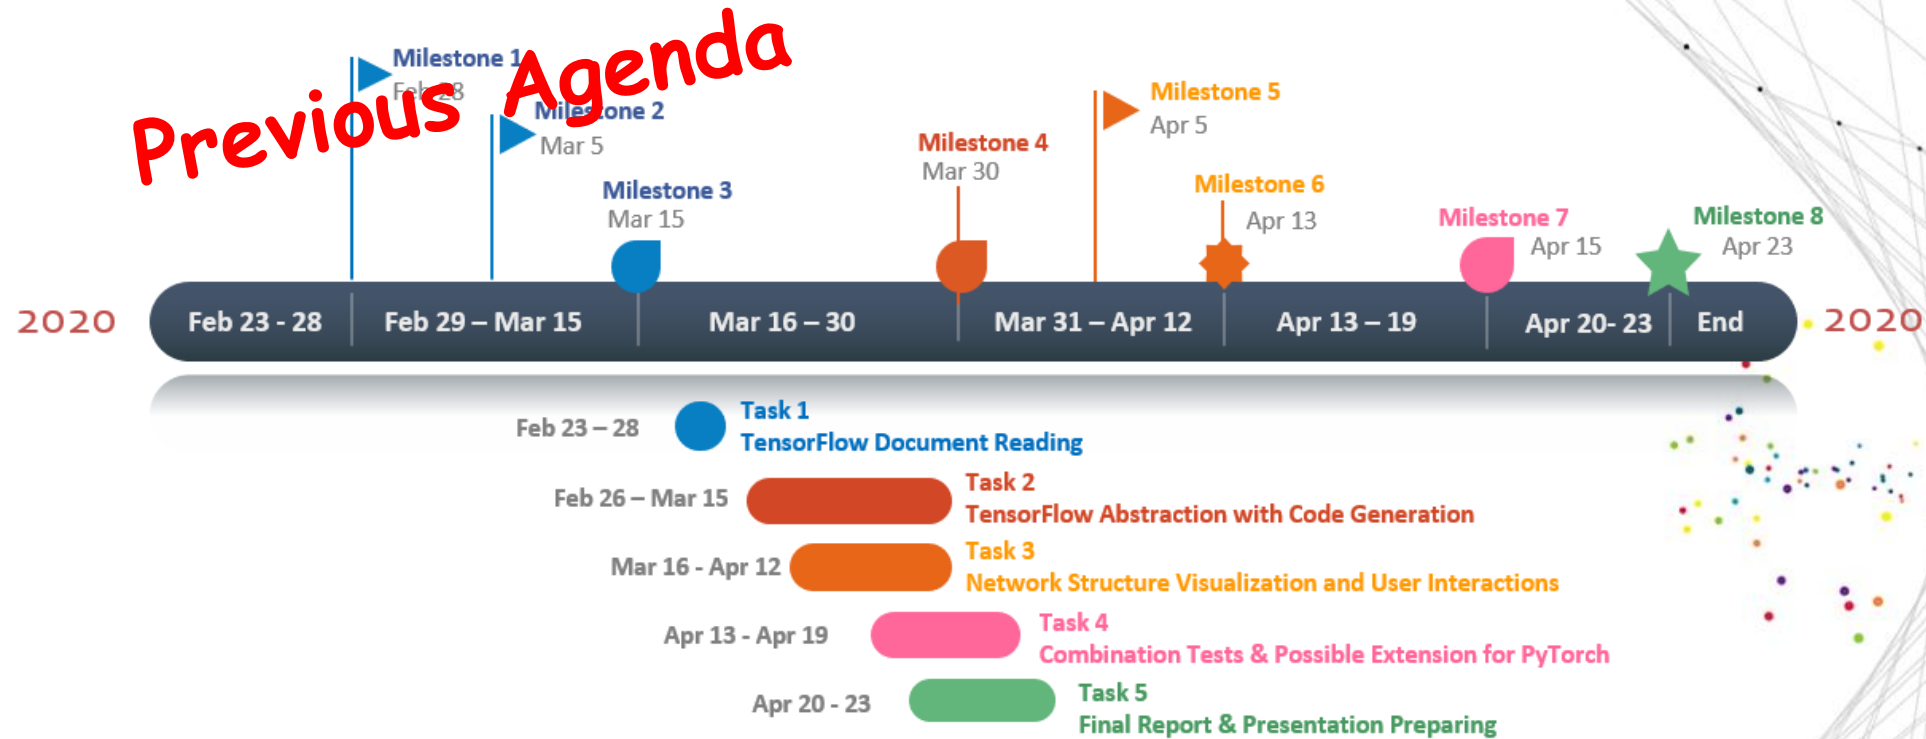 Previous Agenda
Milestone 1
Feb 28
Milestone 2
Mar 5
Milestone 3
Mar 15
Milestone 4
Mar 30
Milestone 5
Apr 5
Milestone 6
Apr 13
Milestone 7
Apr 15
Milestone 8
Apr 23
2020
Feb 23 - 28
Feb 29 – Mar 15
Mar 16 – 30
Mar 31 – Apr 12
Apr 13 – 19
Apr 20- 23
End
2020
Feb 23 – 28
Task 1
TensorFlow Document Reading
Feb 26 – Mar 15
Task 2
TensorFlow Abstraction with Code Generation
Mar 16 - Apr 12
Task 3
Network Structure Visualization and User Interactions
Apr 13 - Apr 19
Task 4
Combination Tests & Possible Extension for PyTorch
Apr 20 - 23
Task 5
Final Report & Presentation Preparing